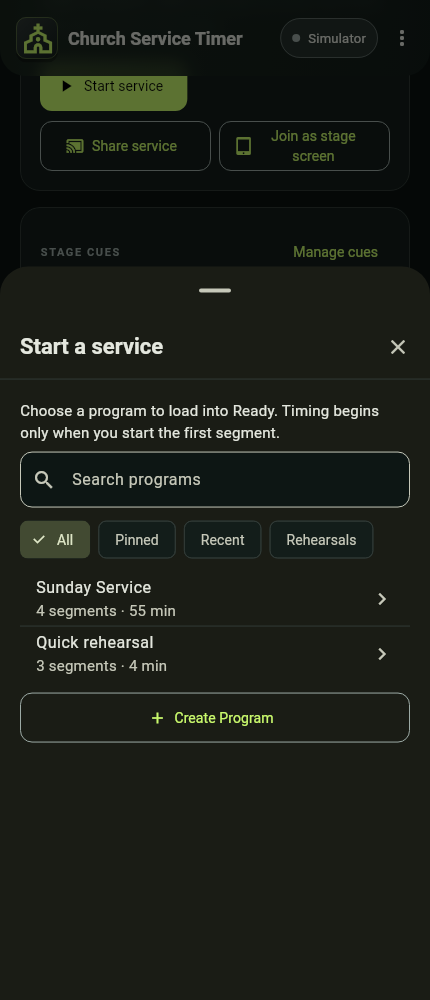 Church Service Timer
Simulator
Start service
Share service
Join as stage
screen
STAGE CUES
Manage cues
Start a service
Choose a program to load into Ready. Timing begins
only when you start the first segment.
Search programs
All
Pinned
Recent
Rehearsals
Sunday Service
4 segments · 55 min
Quick rehearsal
3 segments · 4 min
Create Program